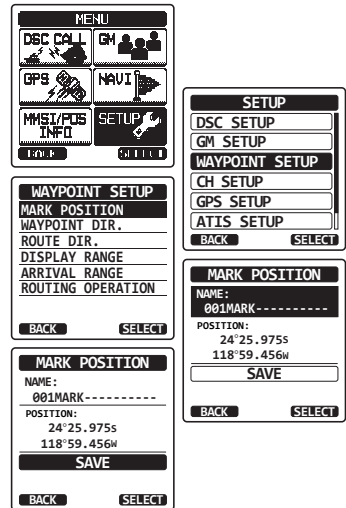 MENU
DSC CALL
GM
GPS
NAVI
MMSI/POS INFO
SETUP
BACK
SELECT
SETUP
DSC SETUP
GM SETUP
WAYPOINT SETUP
CH SETUP
GPS SETUP
ATIS SETUP
BACK
SELECT
WAYPOINT SETUP
MARK POSITION
WAYPOINT DIR.
ROUTE DIR.
DISPLAY RANGE
ARRIVAL RANGE
ROUTING OPERATION
BACK
SELECT
MARK POSITION
NAME:
001MARK----------
POSITION:
24°25.975S
118°59.456W
SAVE
BACK
SELECT
MARK POSITION
NAME:
001MARK----------
POSITION:
24°25.975S
118°59.456W
SAVE
BACK
SELECT